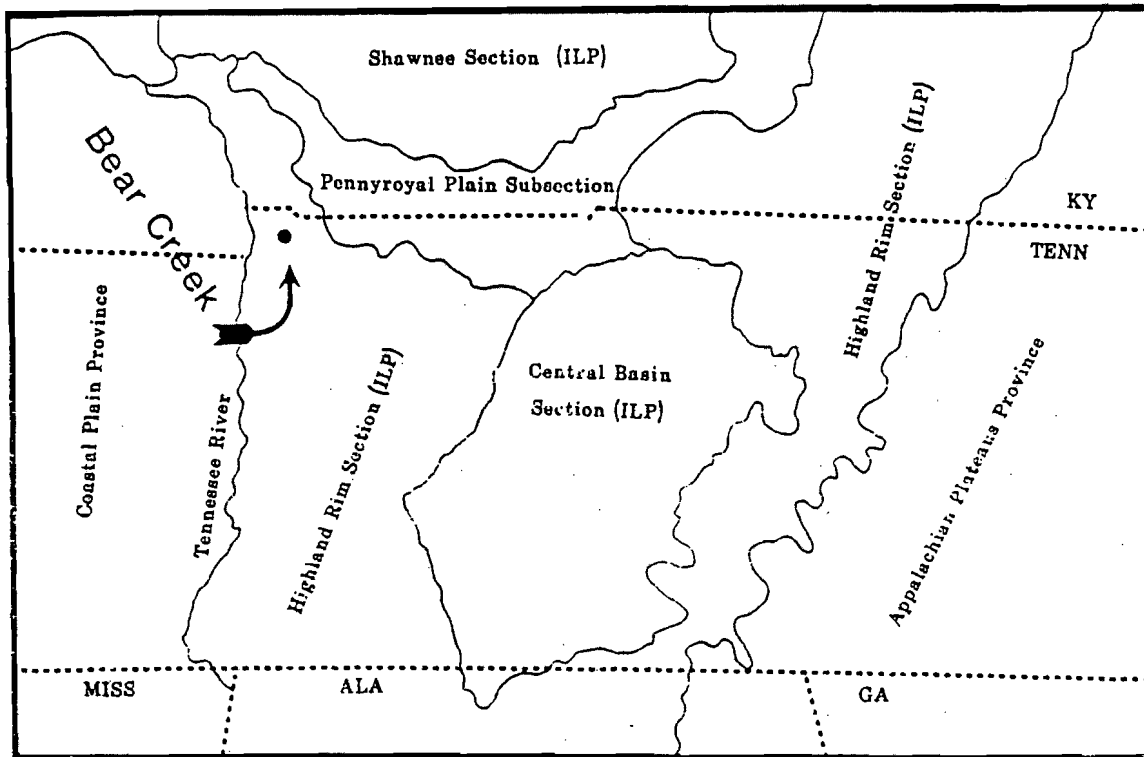 Shawnee Section (ILP)
Bear Creek
Pennyroyal Plain Subsection
Highland Rim Section (ILP)
KY
TENN
Coastal Plain Province
Tennessee River
Highland Rim Section (ILP)
Central Basin
Section (ILP)
Appalachian Plateaus Province
MISS
ALA
GA